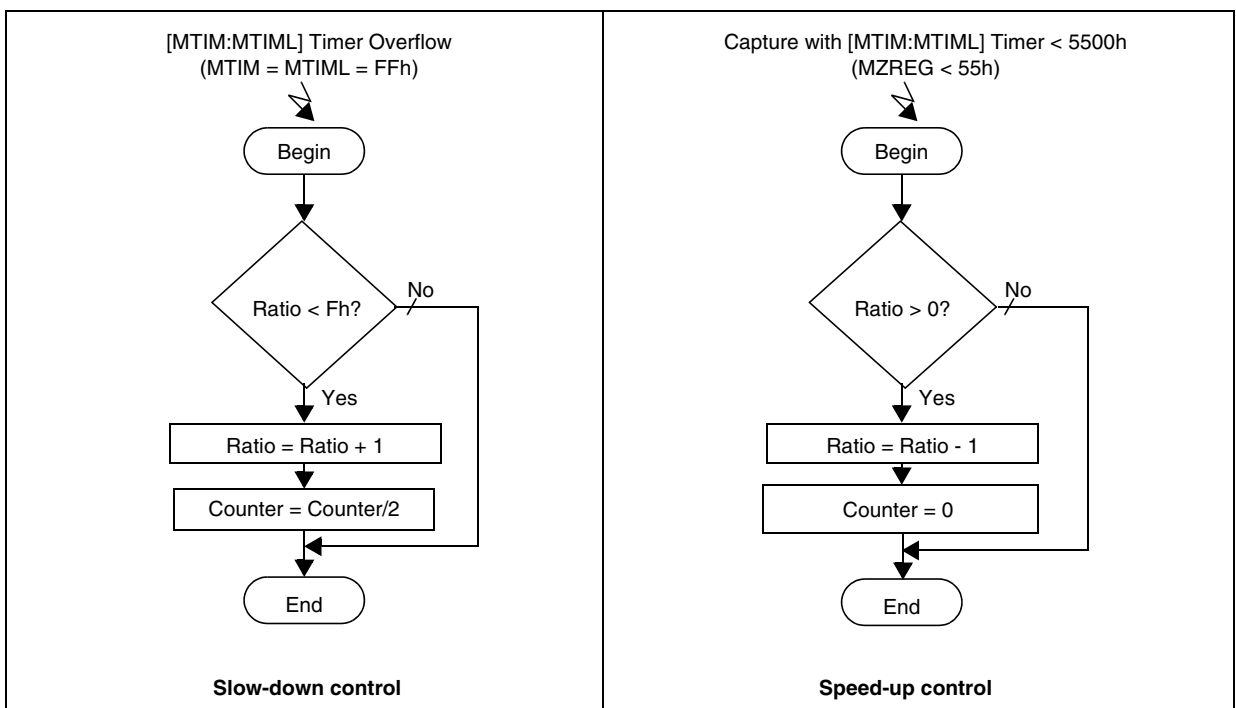 [MTIM:MTIML] Timer Overflow
(MTIM = MTIML = FFh)
Begin
Ratio < Fh?
No
Yes
Ratio = Ratio + 1
Counter = Counter/2
End
Slow-down control
Capture with [MTIM:MTIML] Timer < 5500h
(MZREG < 55h)
Begin
Ratio > 0?
No
Yes
Ratio = Ratio - 1
Counter = 0
End
Speed-up control